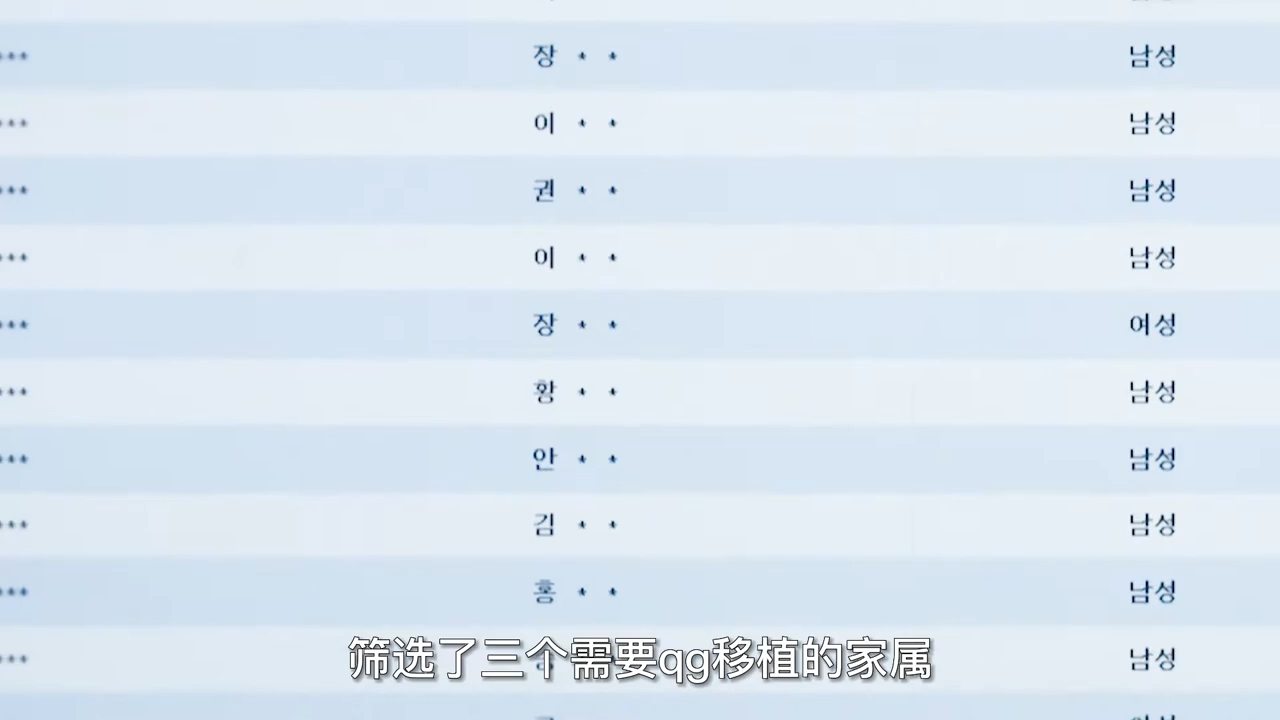 *** 장 * * 남성
*** 이 * * 남성
*** 권 * * 남성
*** 이 * * 남성
*** 장 * * 여성
*** 황 * * 남성
*** 안 * * 남성
*** 김 * * 남성
*** 홍 * * 남성
*** 남성
筛选了三个需要qg移植的家属